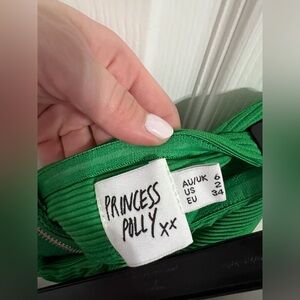 PRINCESS
POLLY xx
AU/UK 6
US 2
EU 34